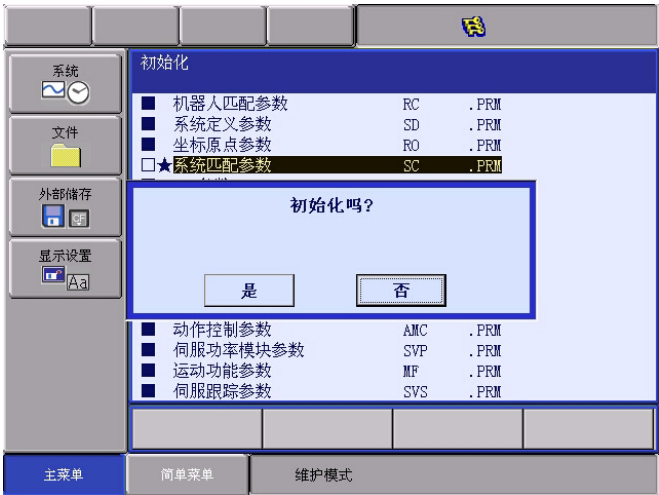 系统
文件
外部储存
CF
显示设置
Aa
初始化
■ 机器人匹配参数 RC .PRM
■ 系统定义参数 SD .PRM
■ 坐标原点参数 RO .PRM
□★系统匹配参数 SC .PRM
初始化吗?
是 否
■ 动作控制参数 AMC .PRM
■ 伺服功率模块参数 SVP .PRM
■ 运动功能参数 MF .PRM
■ 伺服跟踪参数 SVS .PRM
主菜单 简单菜单 维护模式